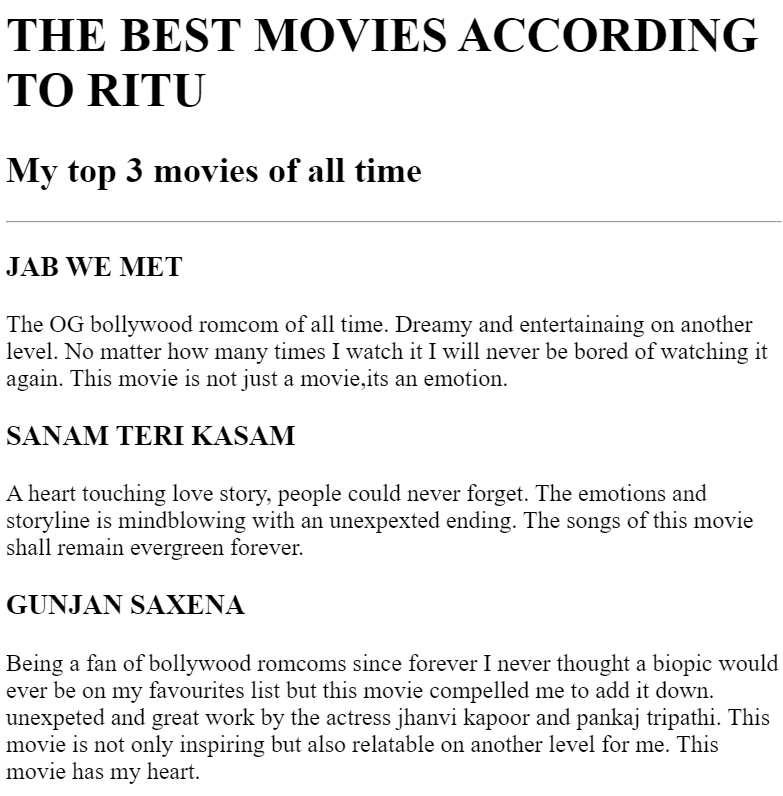 THE BEST MOVIES ACCORDING
TO RITU
My top 3 movies of all time
JAB WE MET
The OG bollywood romcom of all time. Dreamy and entertainaing on another
level. No matter how many times I watch it I will never be bored of watching it
again. This movie is not just a movie,its an emotion.
SANAM TERI KASAM
A heart touching love story, people could never forget. The emotions and
storyline is mindblowing with an unexpexted ending. The songs of this movie
shall remain evergreen forever.
GUNJAN SAXENA
Being a fan of bollywood romcoms since forever I never thought a biopic would
ever be on my favourites list but this movie compelled me to add it down.
unexpeted and great work by the actress jhanvi kapoor and pankaj tripathi. This
movie is not only inspiring but also relatable on another level for me. This
movie has my heart.